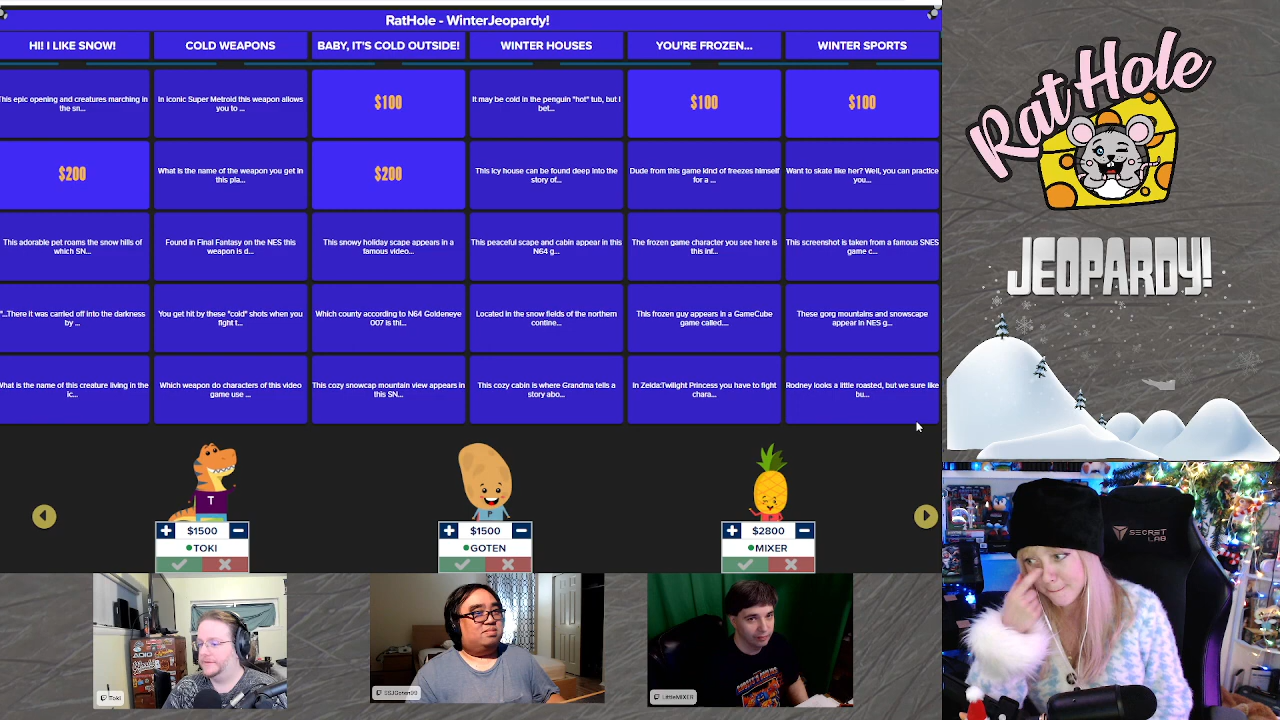 RatHole - WinterJeopardy!
HI! I LIKE SNOW!
COLD WEAPONS
BABY, IT'S COLD OUTSIDE!
WINTER HOUSES
YOU'RE FROZEN...
WINTER SPORTS
This epic opening and creatures marching in
the sn...
In iconic Super Metroid this weapon allows
you to ...
$100
It may be cold in the penguin "hot" tub, but I
bet...
$100
$100
$200
What is the name of the weapon you get in
this pla...
$200
This icy house can be found deep into the
story of...
Dude from this game kind of freezes himself
for a ...
Want to skate like her? Well, you can practice
you...
This adorable pet roams the snow hills of
which SN...
Found in Final Fantasy on the NES this
weapon is d...
This snowy holiday scape appears in a
famous video...
This peaceful scape and cabin appear in this
N64 g...
The frozen game character you see here is
this inf...
This screenshot is taken from a famous SNES
game c...
"...There it was carried off into the darkness
by ...
You get hit by these "cold" shots when you
fight t...
Which county according to N64 Goldeneye
007 is thi...
Located in the snow fields of the northern
contine...
This frozen guy appears in a GameCube
game called....
These gorg mountains and snowscape
appear in NES g...
What is the name of this creature living in the
ic...
Which weapon do characters of this video
game use ...
This cozy snowcap mountain view appears in
this SN...
This cozy cabin is where Grandma tells a
story abo...
In Zelda:Twilight Princess you have to fight
chara...
Rodney looks a little roasted, but we sure like
bu...
T
P
+ $1500 −
TOKI
+ $1500 −
GOTEN
+ $2800 −
MIXER
Toki
SSJGoten00
LittleMIXER
Rat Hole
JEOPARDY!
SECRET
LAB